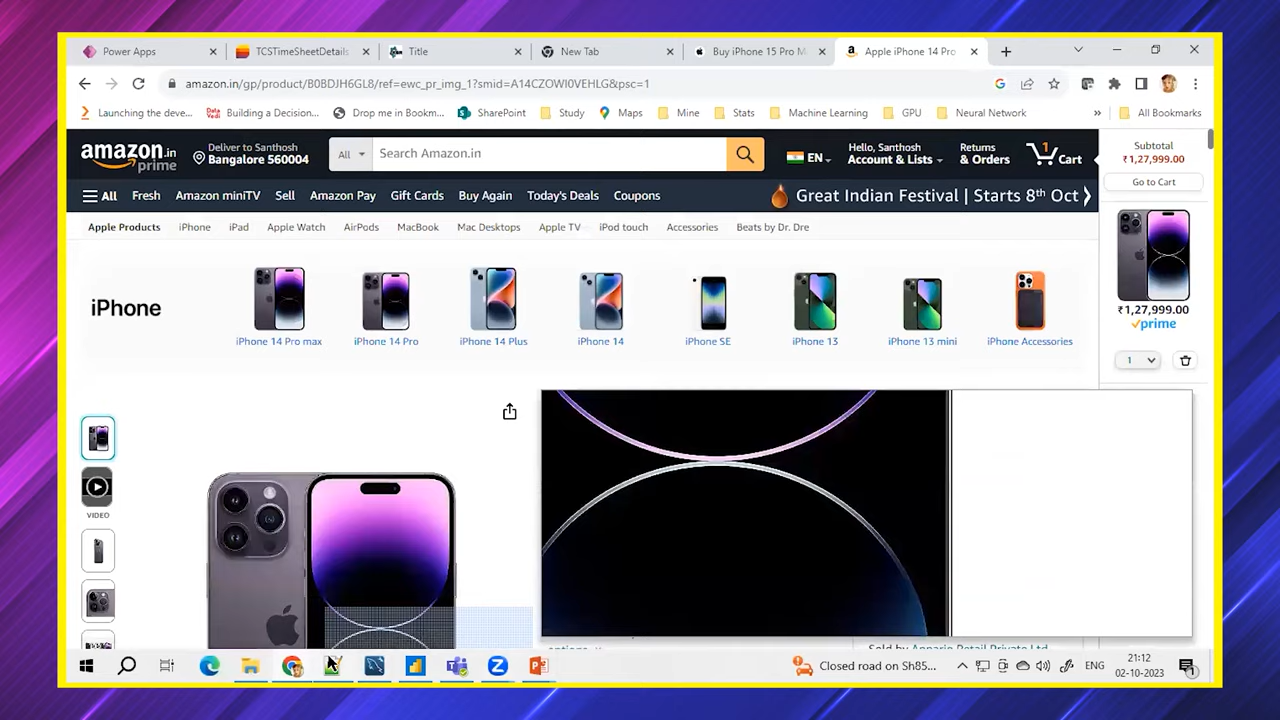 Power Apps
TCSTimeSheetDetails
Title
New Tab
Buy iPhone 15 Pro M
Apple iPhone 14 Pro
amazon.in/gp/product/B0BDJH6GL8/ref=ewc_pr_img_1?smid=A14CZOWI0VEHLG&psc=1
Launching the deve...
Building a Decision...
Drop me in Bookm...
SharePoint
Study
Maps
Mine
Stats
Machine Learning
GPU
Neural Network
»
All Bookmarks
amazon.in
prime
Deliver to Santhosh
Bangalore 560004
All
Search Amazon.in
EN
Hello, Santhosh
Account & Lists
Returns
& Orders
1
Cart
Subtotal
₹1,27,999.00
Go to Cart
All
Fresh
Amazon miniTV
Sell
Amazon Pay
Gift Cards
Buy Again
Today's Deals
Coupons
Great Indian Festival | Starts 8th Oct
Apple Products
iPhone
iPad
Apple Watch
AirPods
MacBook
Mac Desktops
Apple TV
iPod touch
Accessories
Beats by Dr. Dre
iPhone
iPhone 14 Pro max
iPhone 14 Pro
iPhone 14 Plus
iPhone 14
iPhone SE
iPhone 13
iPhone 13 mini
iPhone Accessories
₹1,27,999.00
prime
1
VIDEO
Sold by Appario Retail Private Ltd
Closed road on Sh85...
ENG
21:12
02-10-2023
1